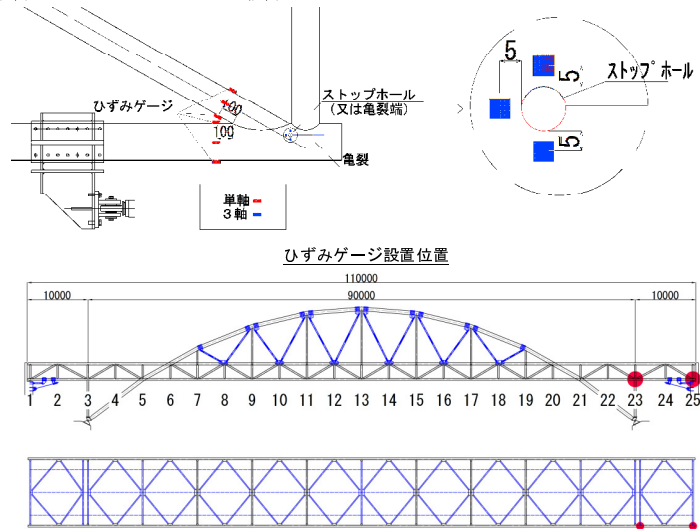 100
ひずみゲージ
100
ストップホール
(又は亀裂端)
亀裂
単軸
3軸
5
5
5
ストップホール
ひずみゲージ設置位置
110000
10000 90000 10000
1 2 3 4 5 6 7 8 9 10 11 12 13 14 15 16 17 18 19 20 21 22 23 24 25